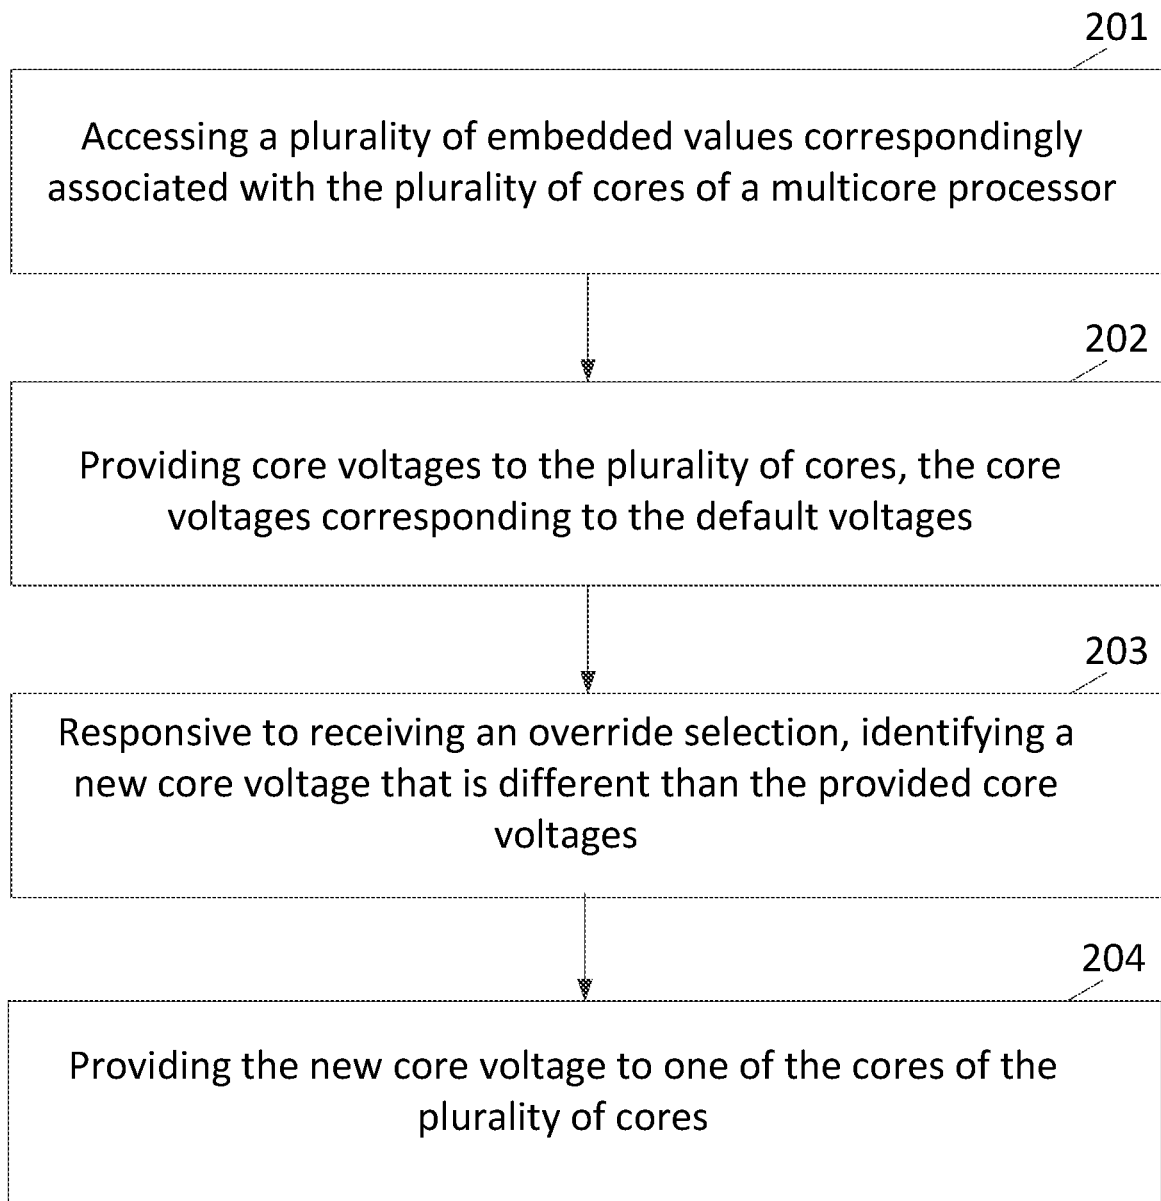 201
Accessing a plurality of embedded values correspondingly
associated with the plurality of cores of a multicore processor
202
Providing core voltages to the plurality of cores, the core
voltages corresponding to the default voltages
203
Responsive to receiving an override selection, identifying a
new core voltage that is different than the provided core
voltages
204
Providing the new core voltage to one of the cores of the
plurality of cores